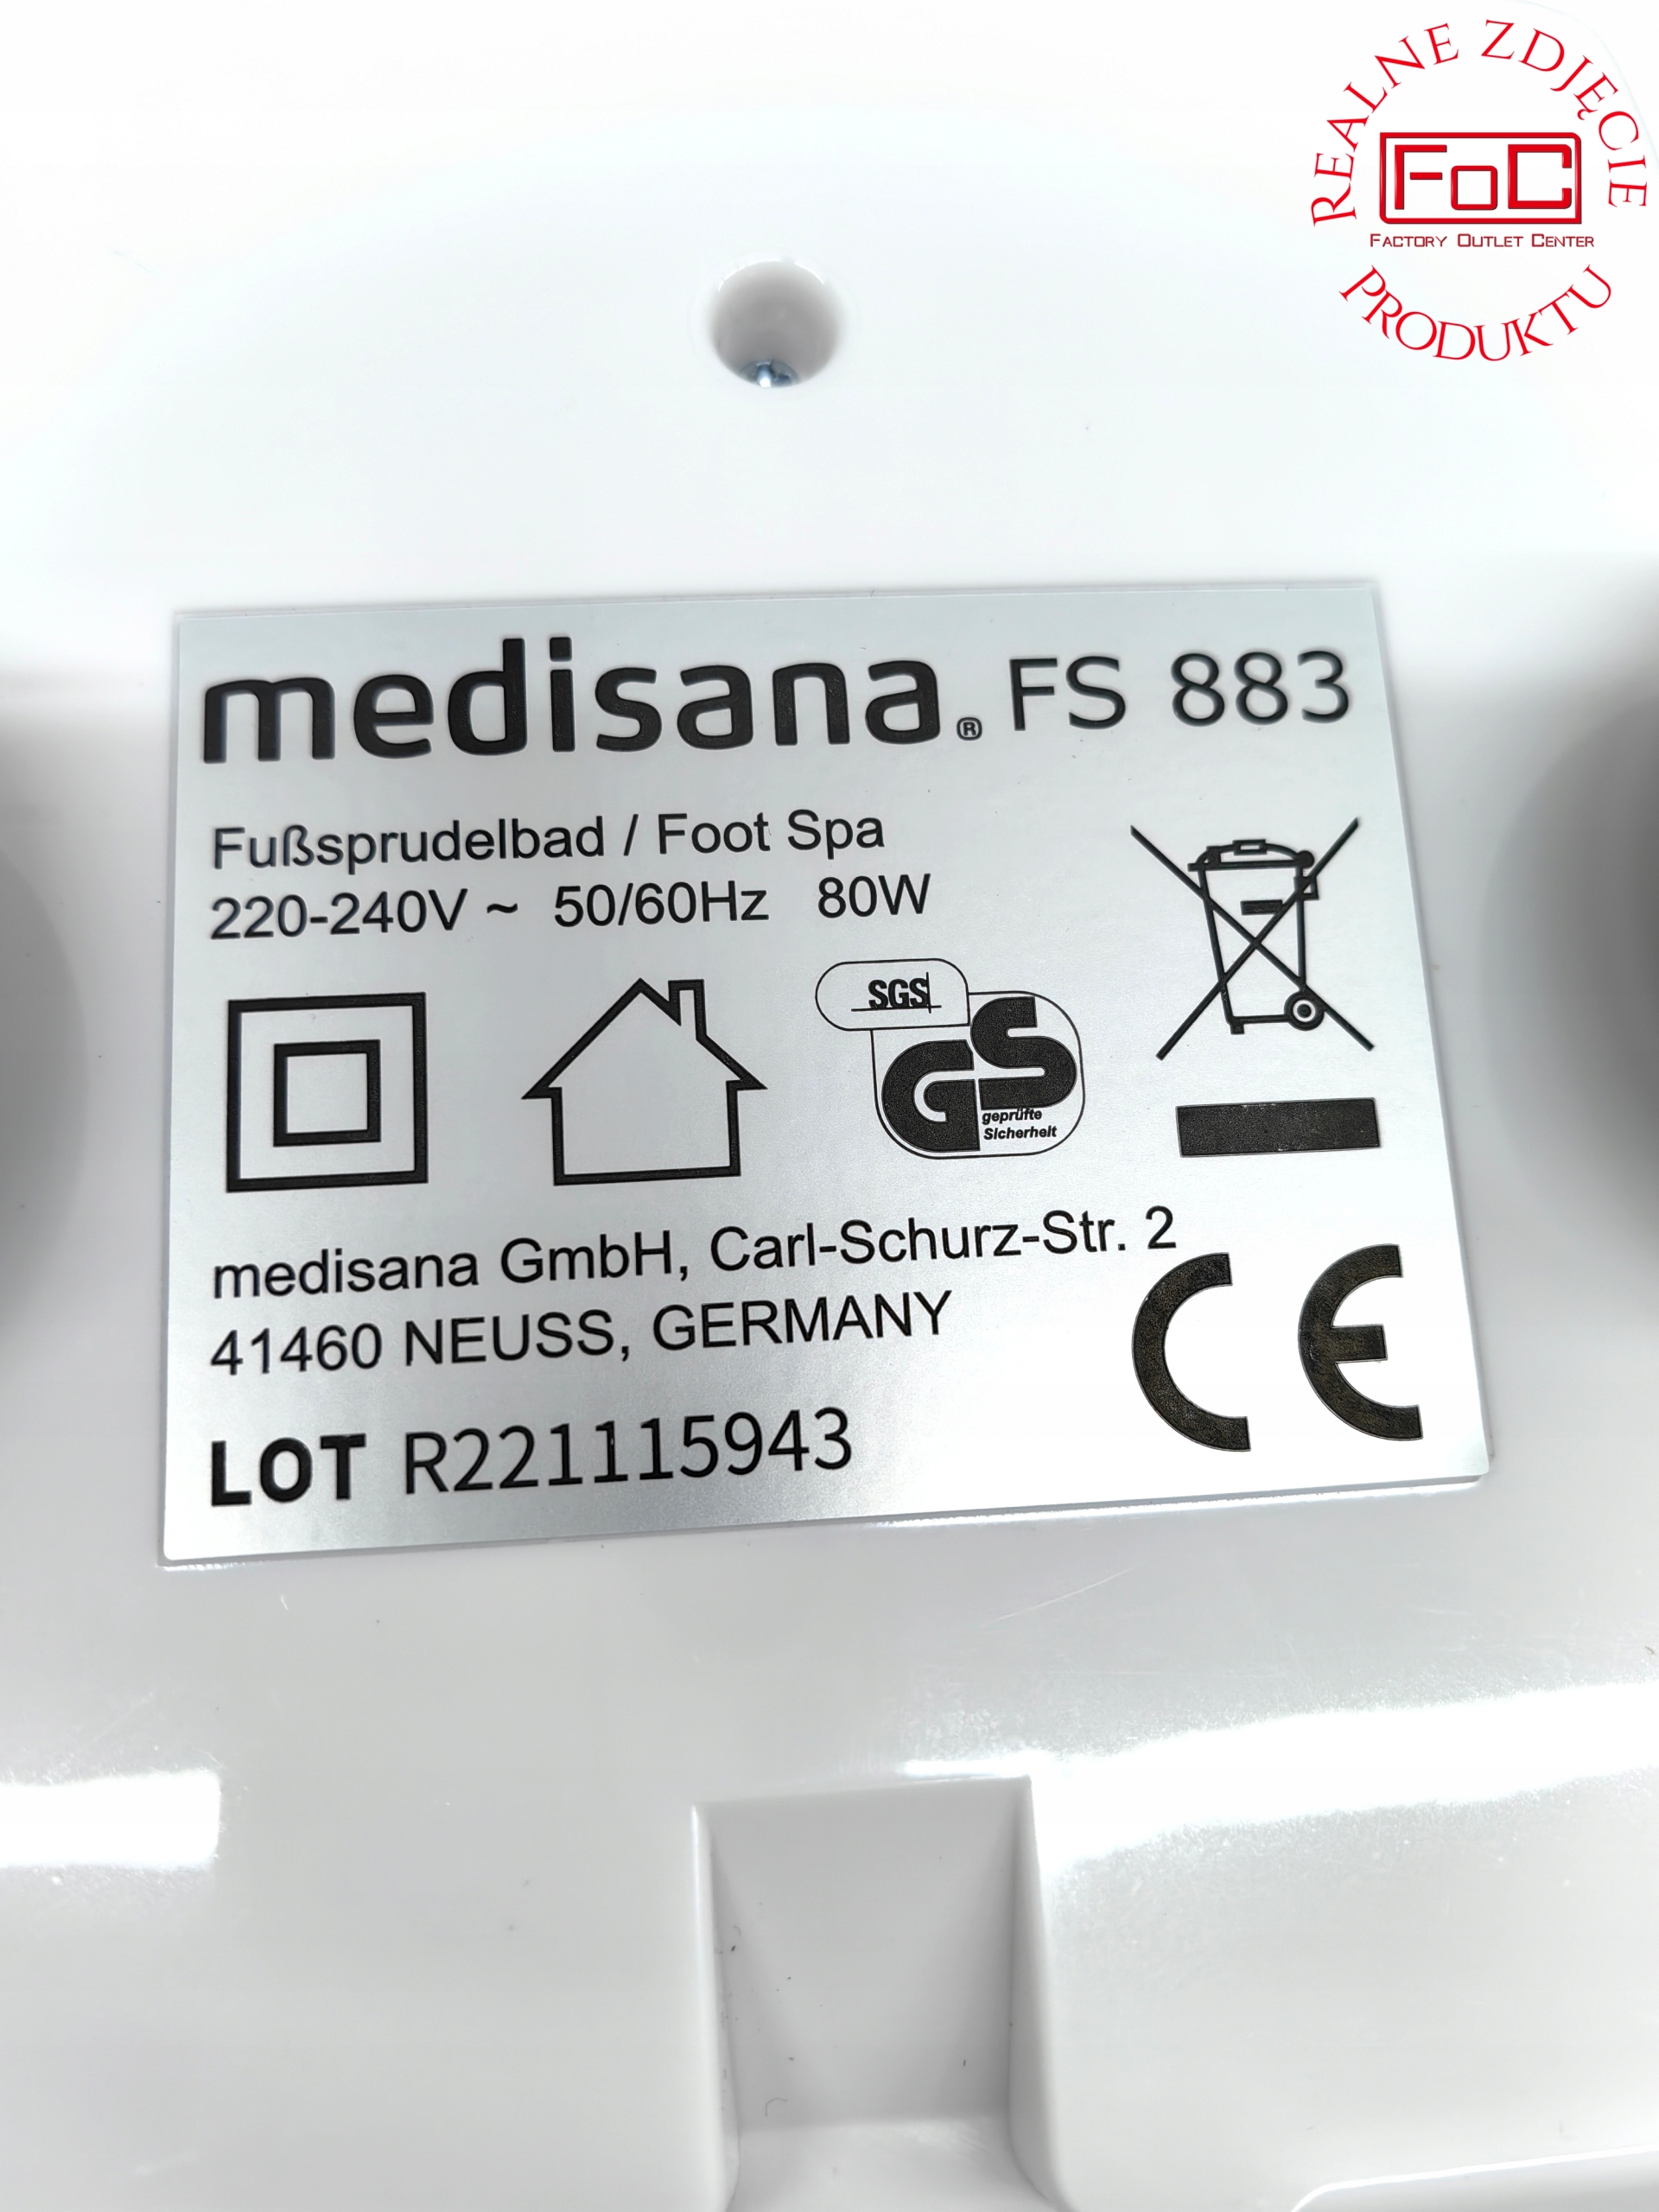 REALNE ZDJĘCIE
FoC
Factory Outlet Center
PRODUKTU
medisana® FS 883
Fußsprudelbad / Foot Spa
220-240V ~ 50/60Hz 80W
SGS
GS
geprüfte
Sicherheit
medisana GmbH, Carl-Schurz-Str. 2
41460 NEUSS, GERMANY
CE
LOT R221115943